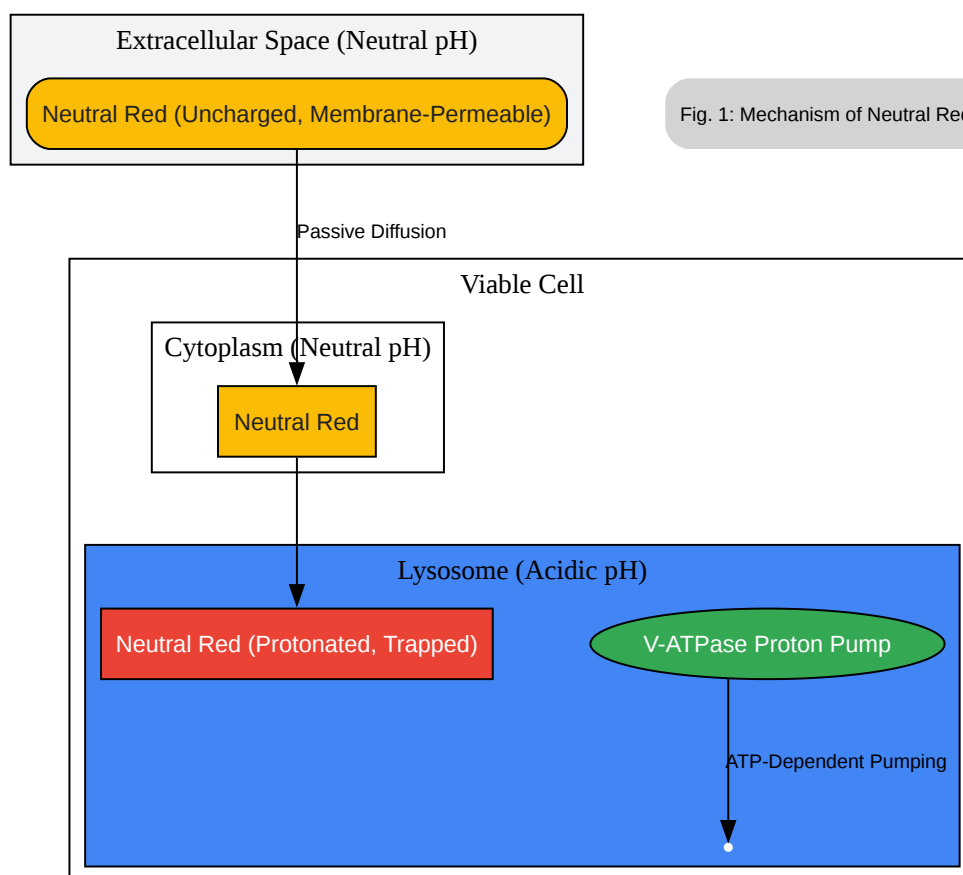 Extracellular Space (Neutral pH)
Neutral Red (Uncharged, Membrane-Permeable)
Fig. 1: Mechanism of Neutral
Passive Diffusion
Viable Cell
Cytoplasm (Neutral pH)
Neutral Red
Lysosome (Acidic pH)
Neutral Red (Protonated, Trapped)
V-ATPase Proton Pump
ATP-Dependent Pumping